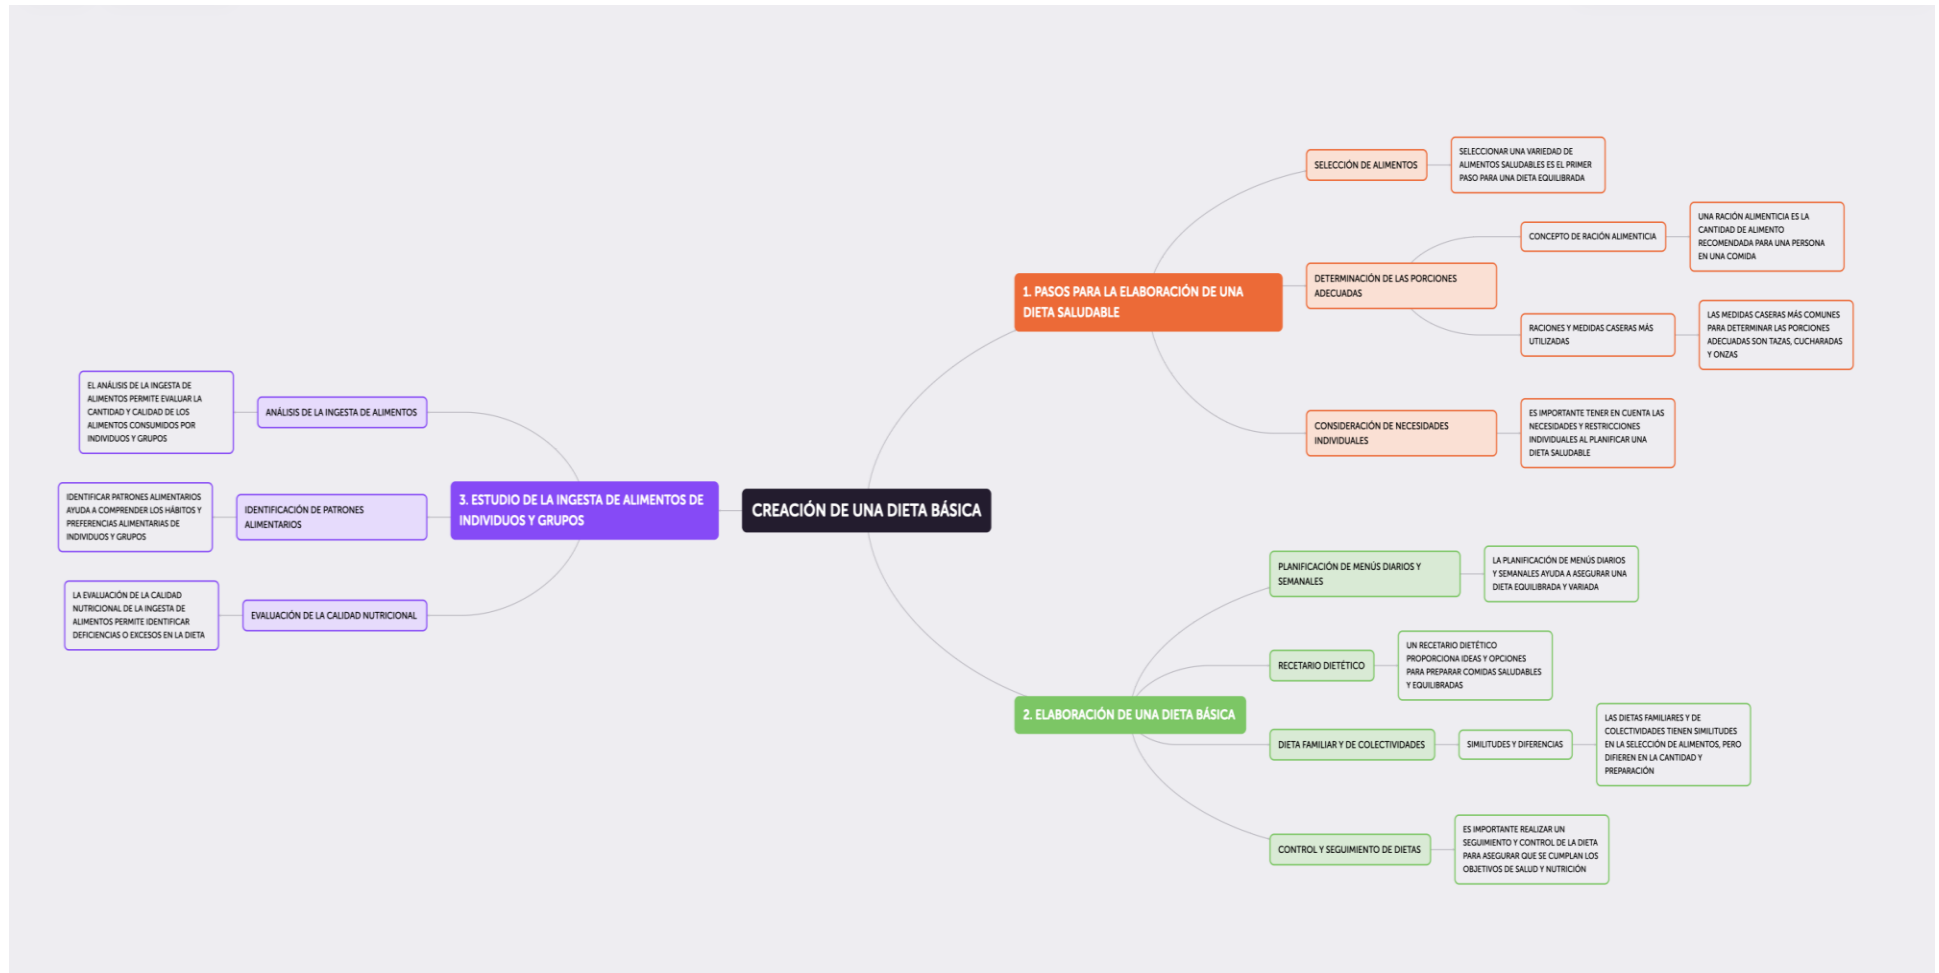 CREACIÓN DE UNA DIETA BÁSICA
1. PASOS PARA LA ELABORACIÓN DE UNA
DIETA SALUDABLE
SELECCIÓN DE ALIMENTOS
SELECCIONAR UNA VARIEDAD DE
ALIMENTOS SALUDABLES ES EL PRIMER
PASO PARA UNA DIETA EQUILIBRADA
DETERMINACIÓN DE LAS PORCIONES
ADECUADAS
CONCEPTO DE RACIÓN ALIMENTICIA
UNA RACIÓN ALIMENTICIA ES LA
CANTIDAD DE ALIMENTO
RECOMENDADA PARA UNA PERSONA
EN UNA COMIDA
RACIONES Y MEDIDAS CASERAS MÁS
UTILIZADAS
LAS MEDIDAS CASERAS MÁS COMUNES
PARA DETERMINAR LAS PORCIONES
ADECUADAS SON TAZAS, CUCHARADAS
Y ONZAS
CONSIDERACIÓN DE NECESIDADES
INDIVIDUALES
ES IMPORTANTE TENER EN CUENTA LAS
NECESIDADES Y RESTRICCIONES
INDIVIDUALES AL PLANIFICAR UNA
DIETA SALUDABLE
2. ELABORACIÓN DE UNA DIETA BÁSICA
PLANIFICACIÓN DE MENÚS DIARIOS Y
SEMANALES
LA PLANIFICACIÓN DE MENÚS DIARIOS
Y SEMANALES AYUDA A ASEGURAR UNA
DIETA EQUILIBRADA Y VARIADA
RECETARIO DIETÉTICO
UN RECETARIO DIETÉTICO
PROPORCIONA IDEAS Y OPCIONES
PARA PREPARAR COMIDAS SALUDABLES
Y EQUILIBRADAS
DIETA FAMILIAR Y DE COLECTIVIDADES
SIMILITUDES Y DIFERENCIAS
LAS DIETAS FAMILIARES Y DE
COLECTIVIDADES TIENEN SIMILITUDES
EN LA SELECCIÓN DE ALIMENTOS, PERO
DIFIEREN EN LA CANTIDAD Y
PREPARACIÓN
CONTROL Y SEGUIMIENTO DE DIETAS
ES IMPORTANTE REALIZAR UN
SEGUIMIENTO Y CONTROL DE LA DIETA
PARA ASEGURAR QUE SE CUMPLAN LOS
OBJETIVOS DE SALUD Y NUTRICIÓN
3. ESTUDIO DE LA INGESTA DE ALIMENTOS DE
INDIVIDUOS Y GRUPOS
ANÁLISIS DE LA INGESTA DE ALIMENTOS
EL ANÁLISIS DE LA INGESTA DE
ALIMENTOS PERMITE EVALUAR LA
CANTIDAD Y CALIDAD DE LOS
ALIMENTOS CONSUMIDOS POR
INDIVIDUOS Y GRUPOS
IDENTIFICACIÓN DE PATRONES
ALIMENTARIOS
IDENTIFICAR PATRONES ALIMENTARIOS
AYUDA A COMPRENDER LOS HÁBITOS Y
PREFERENCIAS ALIMENTARIAS DE
INDIVIDUOS Y GRUPOS
EVALUACIÓN DE LA CALIDAD NUTRICIONAL
LA EVALUACIÓN DE LA CALIDAD
NUTRICIONAL DE LA INGESTA DE
ALIMENTOS PERMITE IDENTIFICAR
DEFICIENCIAS O EXCESOS EN LA DIETA